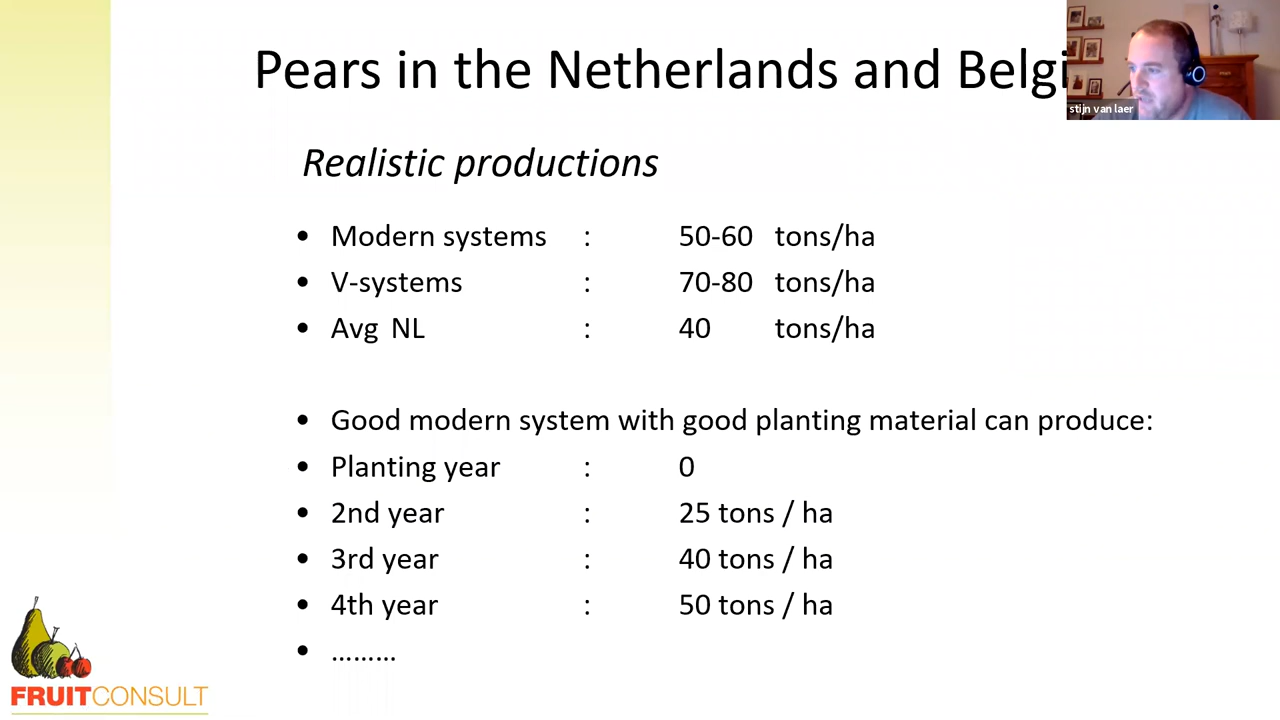 Pears in the Netherlands and Belgi
stijn van laer
Realistic productions
• Modern systems : 50-60 tons/ha
• V-systems : 70-80 tons/ha
• Avg NL : 40 tons/ha
• Good modern system with good planting material can produce:
• Planting year : 0
• 2nd year : 25 tons / ha
• 3rd year : 40 tons / ha
• 4th year : 50 tons / ha
• .........
FRUITCONSULT